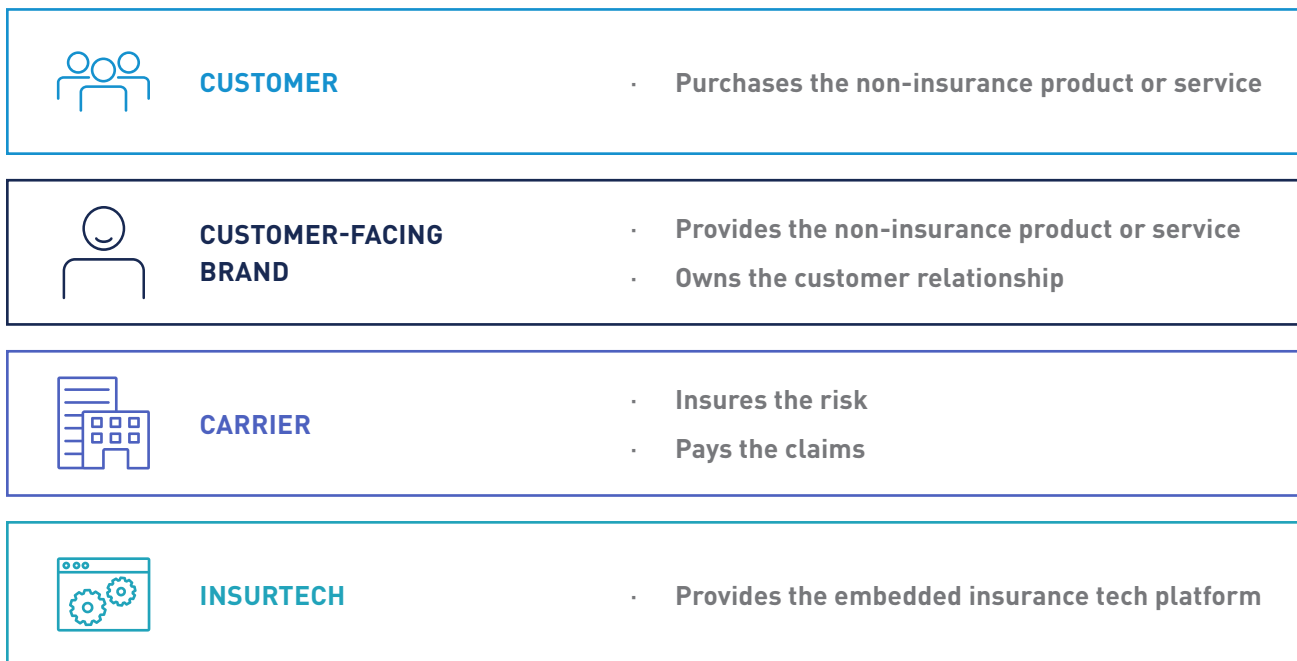 CUSTOMER
· Purchases the non-insurance product or service
CUSTOMER-FACING
BRAND
· Provides the non-insurance product or service
· Owns the customer relationship
CARRIER
· Insures the risk
· Pays the claims
INSURTECH
· Provides the embedded insurance tech platform